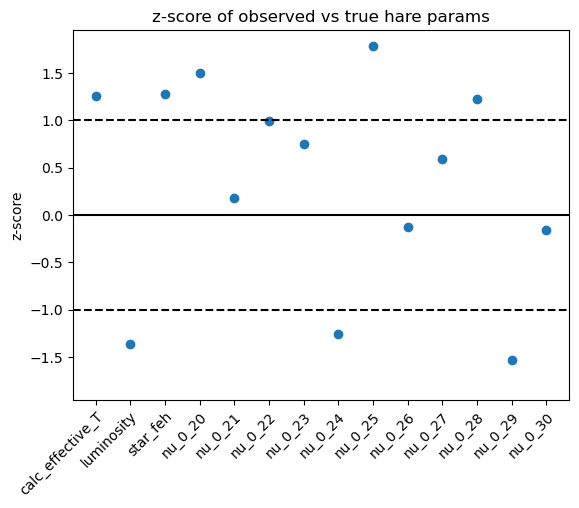 z-score of observed vs true hare params
z-score
1.5
1.0
0.5
0.0
−0.5
−1.0
−1.5
calc_effective_T
luminosity
star_feh
nu_0_20
nu_0_21
nu_0_22
nu_0_23
nu_0_24
nu_0_25
nu_0_26
nu_0_27
nu_0_28
nu_0_29
nu_0_30